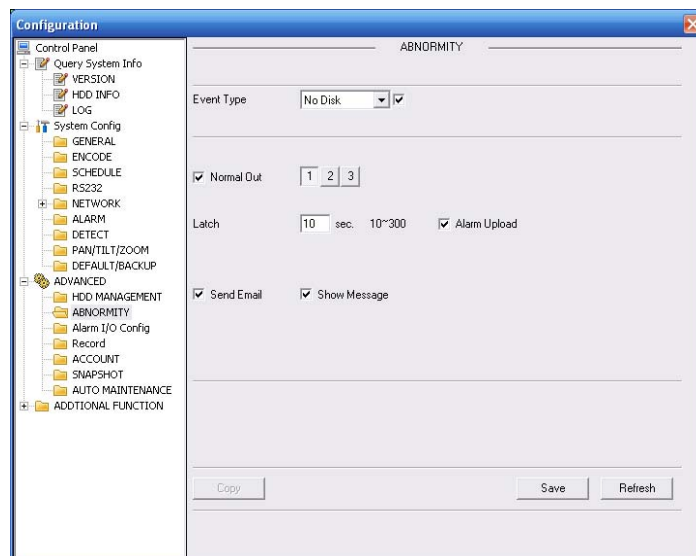 Configuration
Control Panel
Query System Info
VERSION
HDD INFO
LOG
System Config
GENERAL
ENCODE
SCHEDULE
RS232
NETWORK
ALARM
DETECT
PAN/TILT/ZOOM
DEFAULT/BACKUP
ADVANCED
HDD MANAGEMENT
ABNORMITY
Alarm I/O Config
Record
ACCOUNT
SNAPSHOT
AUTO MAINTENANCE
ADDTIONAL FUNCTION
ABNORMITY
Event Type No Disk
Normal Out 1 2 3
Latch 10 sec. 10~300 Alarm Upload
Send Email Show Message
Copy Save Refresh